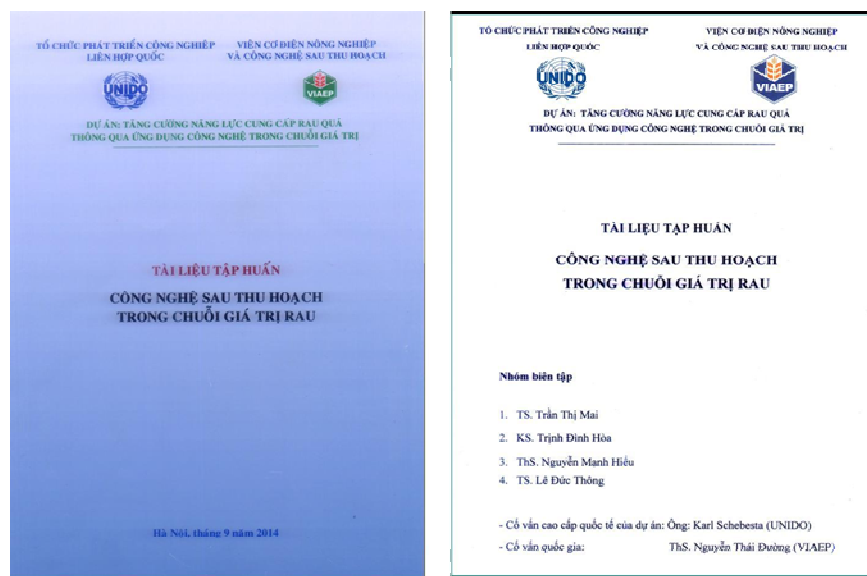 TỔ CHỨC PHÁT TRIỂN CÔNG NGHIỆP
LIÊN HỢP QUỐC
VIỆN CƠ ĐIỆN NÔNG NGHIỆP
VÀ CÔNG NGHỆ SAU THU HOẠCH
UNIDO
VIAEP
DỰ ÁN: TĂNG CƯỜNG NĂNG LỰC CUNG CẤP RAU QUẢ
THÔNG QUA ỨNG DỤNG CÔNG NGHỆ TRONG CHUỖI GIÁ TRỊ
TÀI LIỆU TẬP HUẤN
CÔNG NGHỆ SAU THU HOẠCH
TRONG CHUỖI GIÁ TRỊ RAU
Hà Nội, tháng 9 năm 2014
TỔ CHỨC PHÁT TRIỂN CÔNG NGHIỆP
LIÊN HỢP QUỐC
VIỆN CƠ ĐIỆN NÔNG NGHIỆP
VÀ CÔNG NGHỆ SAU THU HOẠCH
UNIDO
VIAEP
DỰ ÁN: TĂNG CƯỜNG NĂNG LỰC CUNG CẤP RAU QUẢ
THÔNG QUA ỨNG DỤNG CÔNG NGHỆ TRONG CHUỖI GIÁ TRỊ
TÀI LIỆU TẬP HUẤN
CÔNG NGHỆ SAU THU HOẠCH
TRONG CHUỖI GIÁ TRỊ RAU
Nhóm biên tập
1. TS. Trần Thị Mai
2. KS. Trịnh Đình Hòa
3. ThS. Nguyễn Mạnh Hiểu
4. TS. Lê Đức Thông
- Cố vấn cao cấp quốc tế của dự án: Ông: Karl Schebesta (UNIDO)
- Cố vấn quốc gia: ThS. Nguyễn Thái Đường (VIAEP)